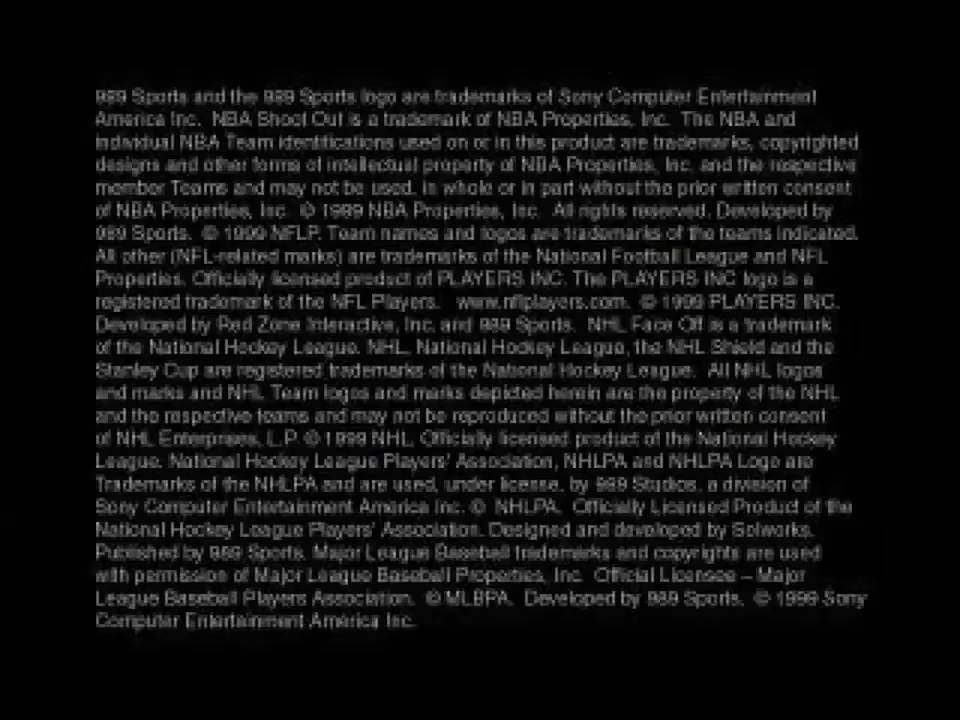 989 Sports and the 989 Sports logo are trademarks of Sony Computer Entertainment
America Inc. NBA Shoot Out is a trademark of NBA Properties, Inc. The NBA and
individual NBA Team identifications used on or in this product are trademarks, copyrighted
designs and other forms of intellectual property of NBA Properties, Inc. and the respective
member Teams and may not be used, in whole or in part without the prior written consent
of NBA Properties, Inc. © 1999 NBA Properties, Inc. All rights reserved. Developed by
989 Sports. © 1999 NFLP. Team names and logos are trademarks of the teams indicated.
All other (NFL-related marks) are trademarks of the National Football League and NFL
Properties. Officially licensed product of PLAYERS INC. The PLAYERS INC logo is a
registered trademark of the NFL Players. www.nflplayers.com. © 1999 PLAYERS INC.
Developed by Red Zone Interactive, Inc. and 989 Sports. NHL Face Off is a trademark
of the National Hockey League. NHL, National Hockey League, the NHL Shield and the
Stanley Cup are registered trademarks of the National Hockey League. All NHL logos
and marks and NHL Team logos and marks depicted herein are the property of the NHL
and the respective teams and may not be reproduced without the prior written consent
of NHL Enterprises, L.P. © 1999 NHL. Officially licensed product of the National Hockey
League. National Hockey League Players' Association, NHLPA and NHLPA Logo are
Trademarks of the NHLPA and are used, under license, by 989 Studios, a division of
Sony Computer Entertainment America Inc. © NHLPA. Officially Licensed Product of the
National Hockey League Players' Association. Designed and developed by Solworks.
Published by 989 Sports. Major League Baseball trademarks and copyrights are used
with permission of Major League Baseball Properties, Inc. Official Licensee – Major
League Baseball Players Association. © MLBPA. Developed by 989 Sports. © 1999 Sony
Computer Entertainment America Inc.